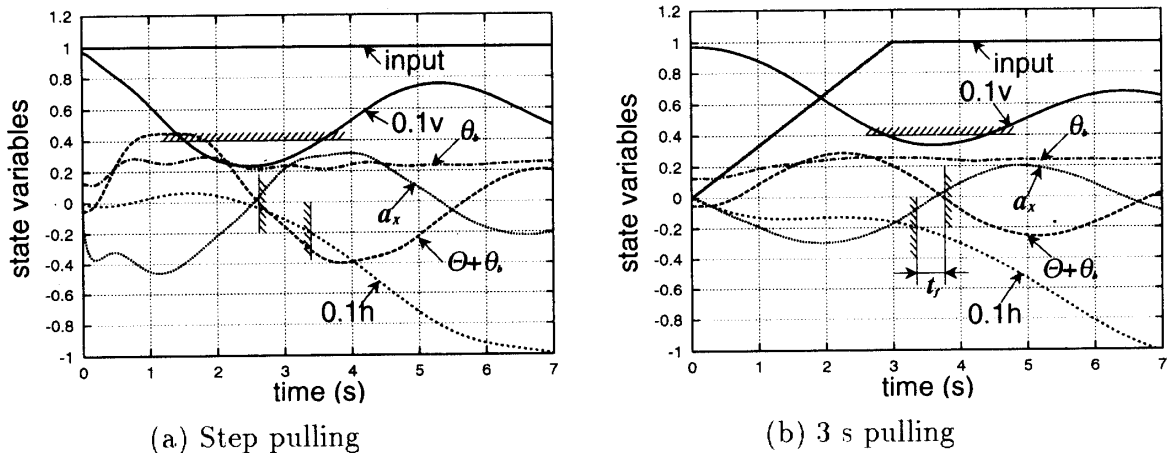 1.2
1
0.8
0.6
0.4
0.2
0
-0.2
-0.4
-0.6
-0.8
-1
state variables
input
0.1v
θb
ax
Θ+θb
0.1h
0 1 2 3 4 5 6 7
time (s)
(a) Step pulling
1.2
1
0.8
0.6
0.4
0.2
0
-0.2
-0.4
-0.6
-0.8
-1
state variables
input
0.1v
θb
ax
Θ+θb
tf
0.1h
0 1 2 3 4 5 6 7
time (s)
(b) 3 s pulling